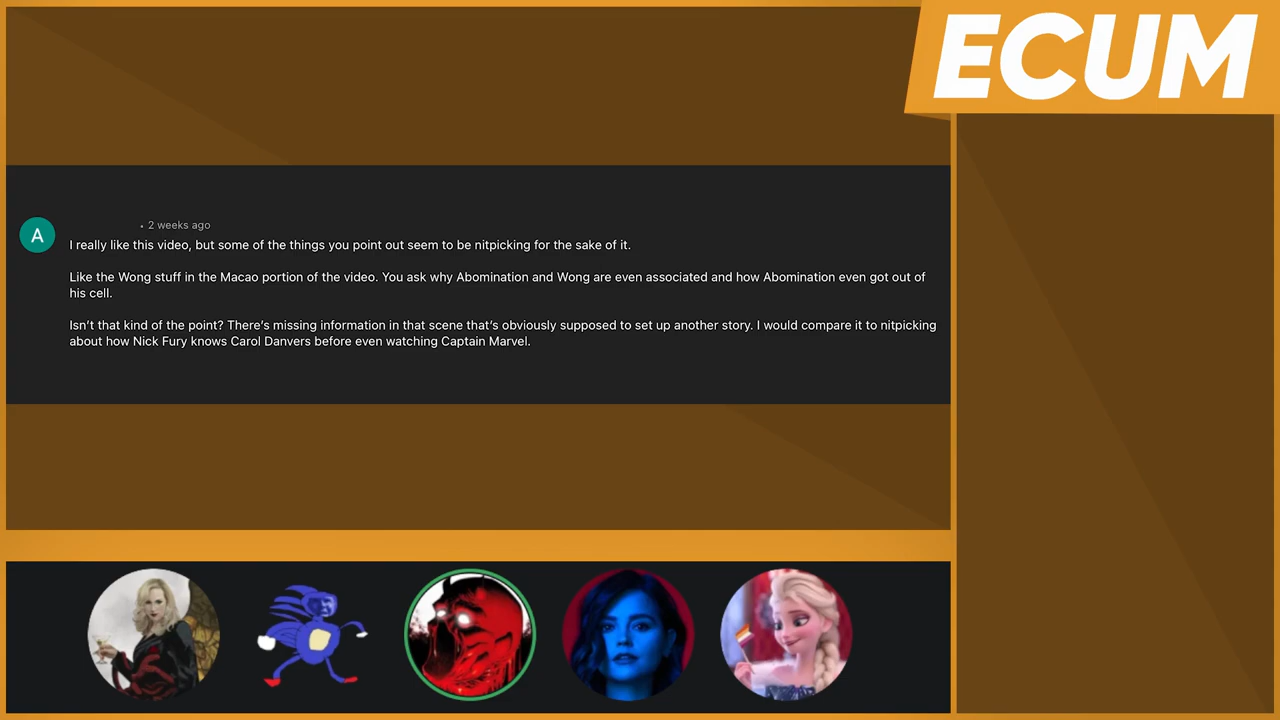 ECUM
A
• 2 weeks ago
I really like this video, but some of the things you point out seem to be nitpicking for the sake of it.
Like the Wong stuff in the Macao portion of the video. You ask why Abomination and Wong are even associated and how Abomination even got out of
his cell.
Isn't that kind of the point? There's missing information in that scene that's obviously supposed to set up another story. I would compare it to nitpicking
about how Nick Fury knows Carol Danvers before even watching Captain Marvel.